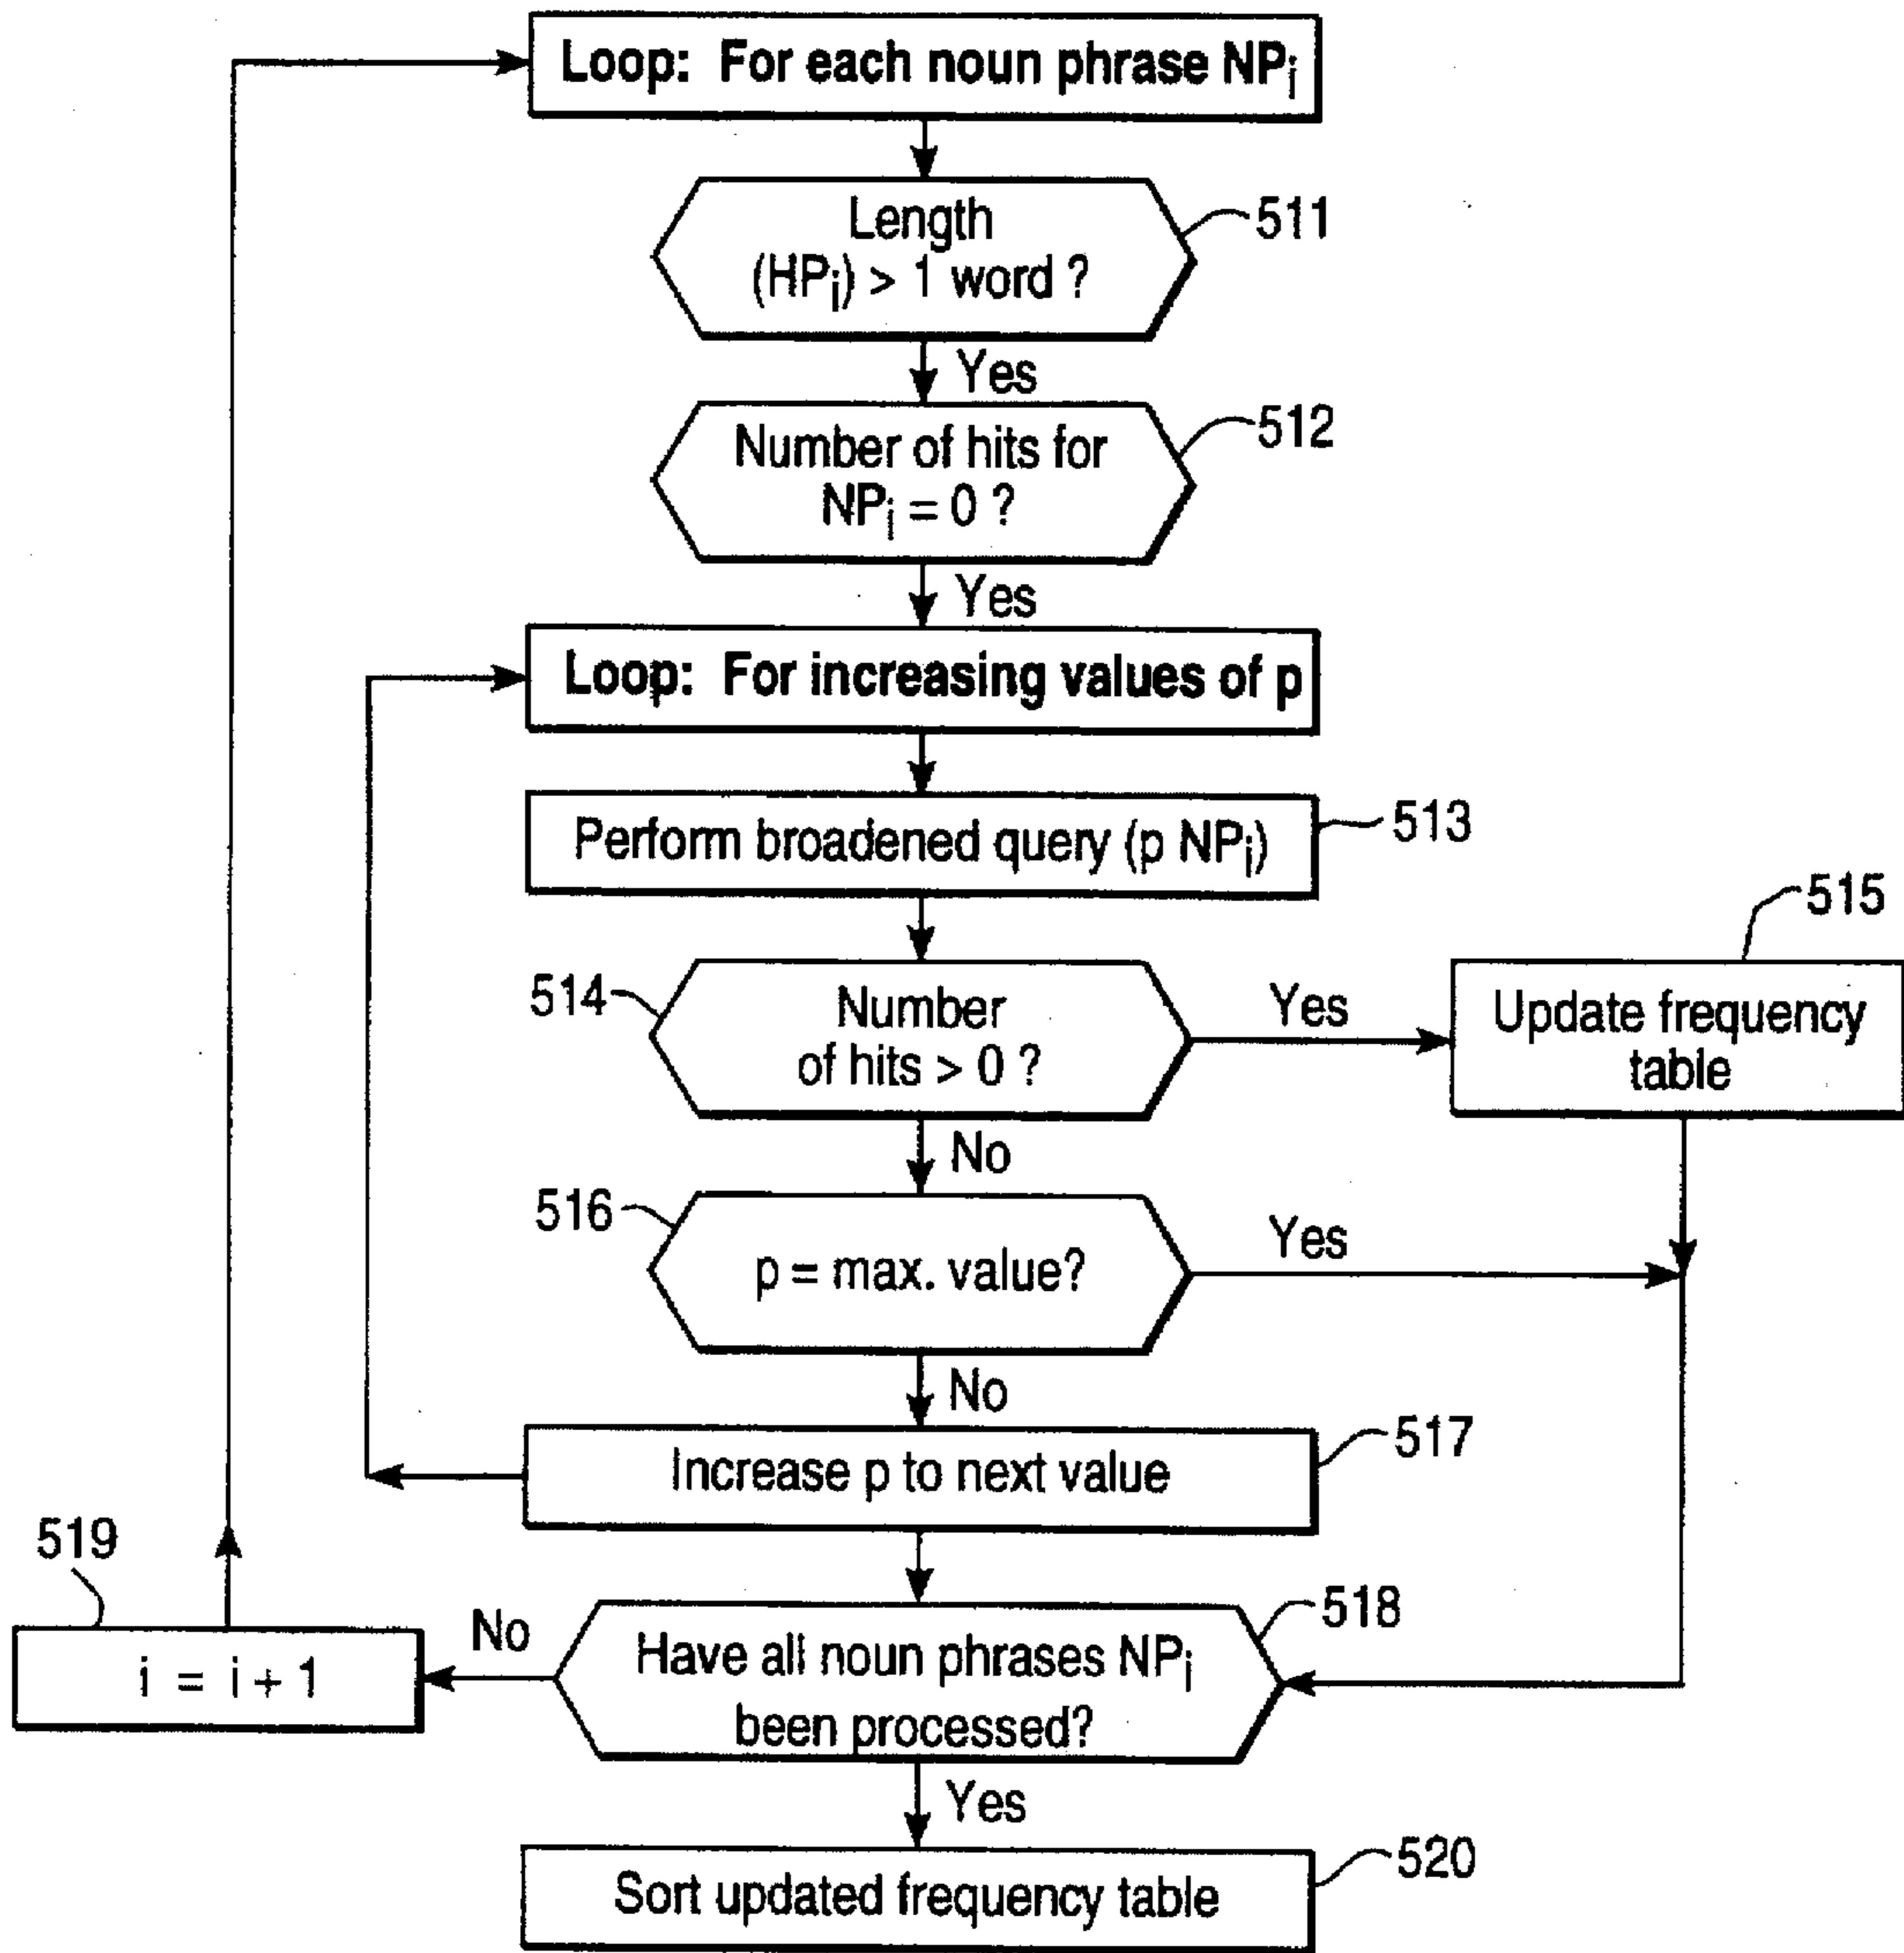 Loop: For each noun phrase NPi
Length
(HPi) > 1 word ?
511
Yes
Number of hits for
NPi = 0 ?
512
Yes
Loop: For increasing values of p
Perform broadened query (p NPi)
513
514
Number
of hits > 0 ?
Yes
515
Update frequency
table
No
516
p = max. value?
Yes
No
Increase p to next value
517
519
i = i + 1
No
Have all noun phrases NPi
been processed?
518
Yes
Sort updated frequency table
520